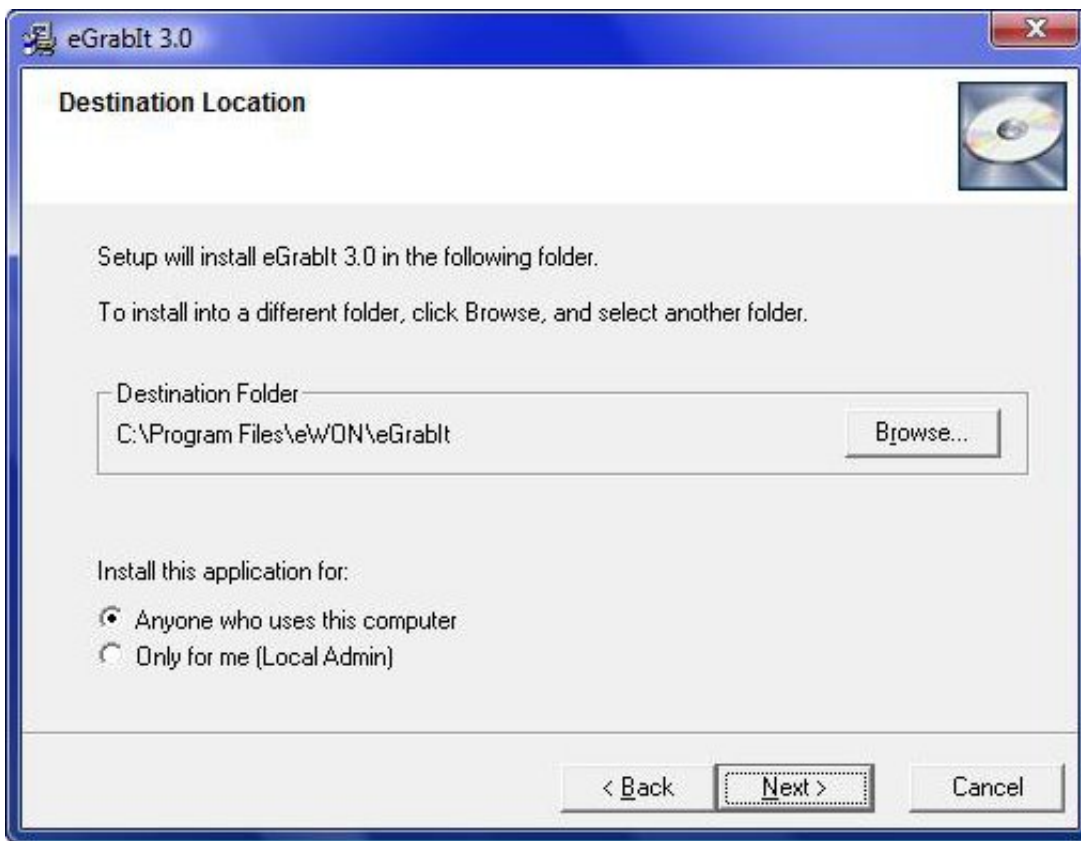 eGrabIt 3.0
Destination Location
Setup will install eGrabIt 3.0 in the following folder.
To install into a different folder, click Browse, and select another folder.
Destination Folder
C:\Program Files\eWON\eGrabIt
Browse...
Install this application for:
Anyone who uses this computer
Only for me (Local Admin)
< Back
Next >
Cancel